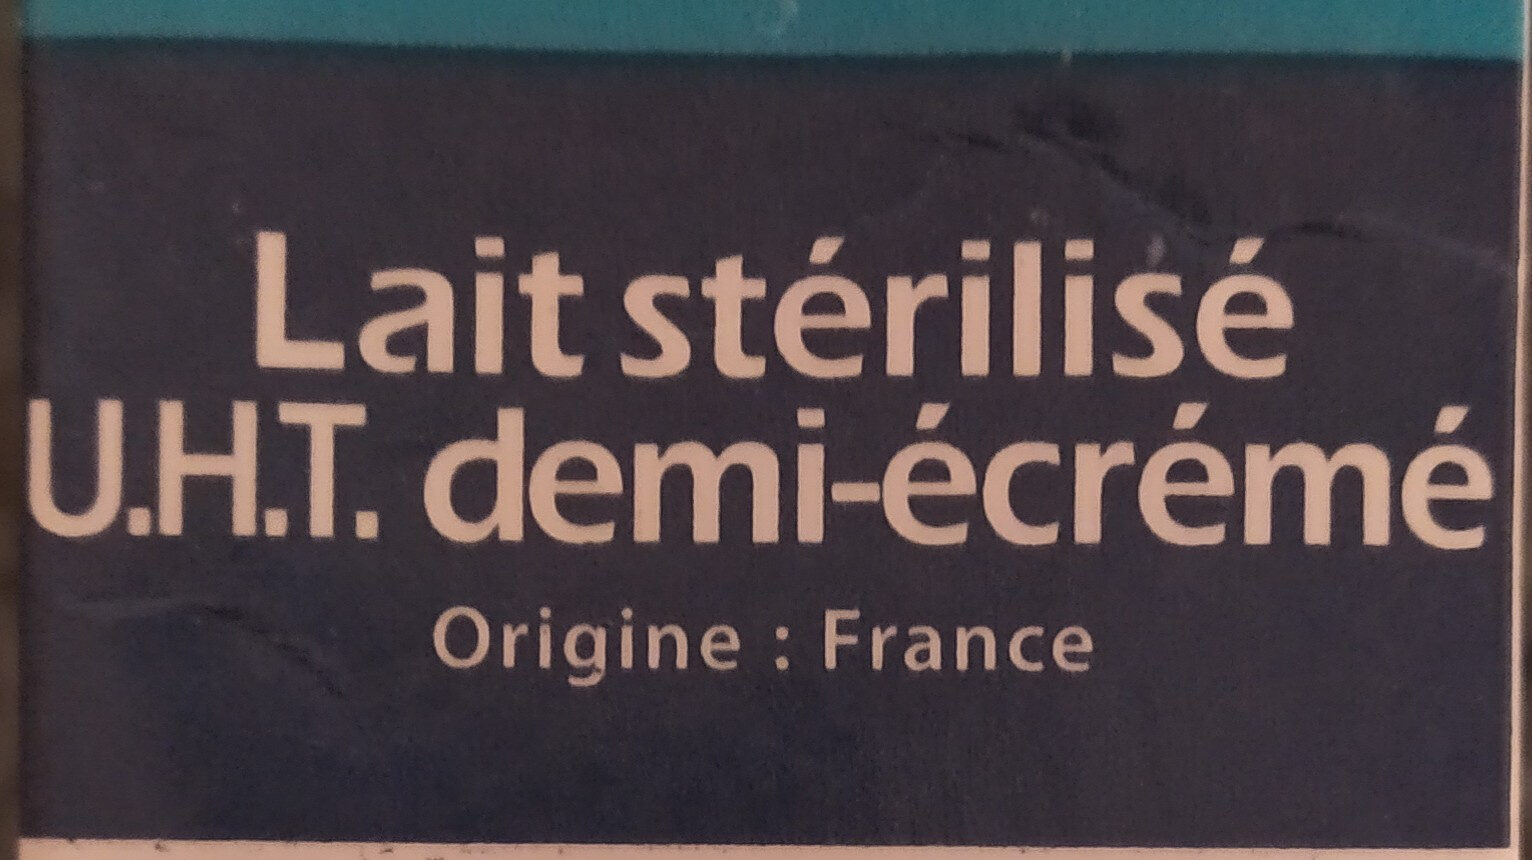 Lait stérilisé
U.H.T. demi-écrémé
Origine : France